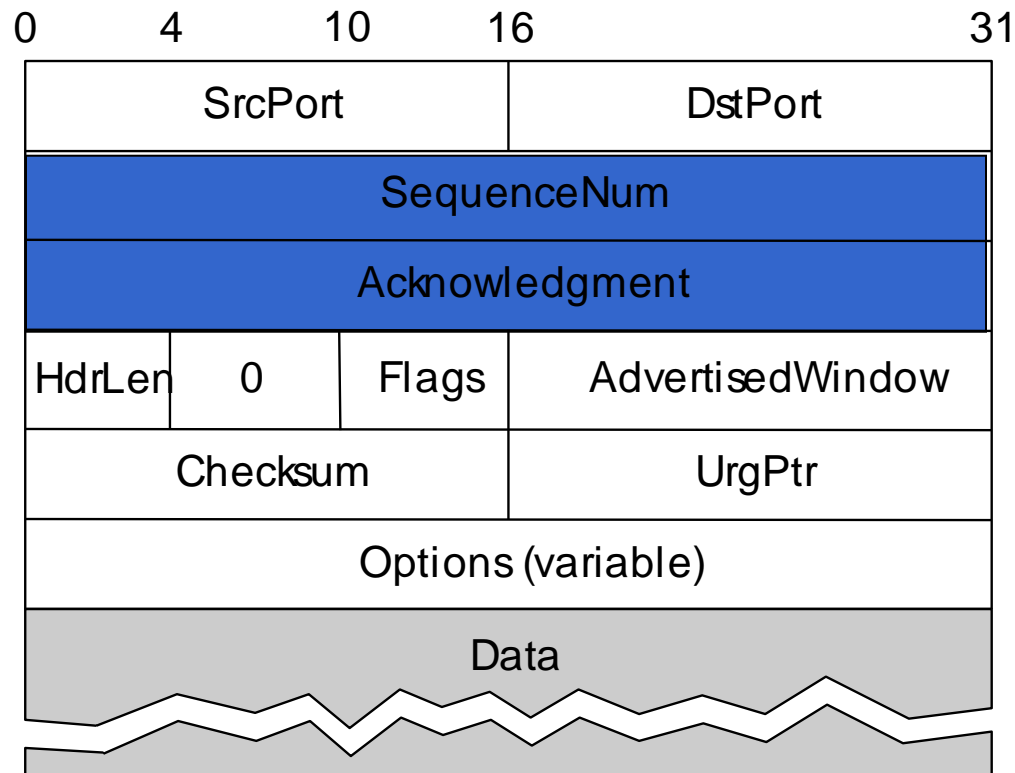 0 4 10 16 31
SrcPort DstPort
SequenceNum
Acknowledgment
HdrLen 0 Flags AdvertisedWindow
Checksum UrgPtr
Options (variable)
Data